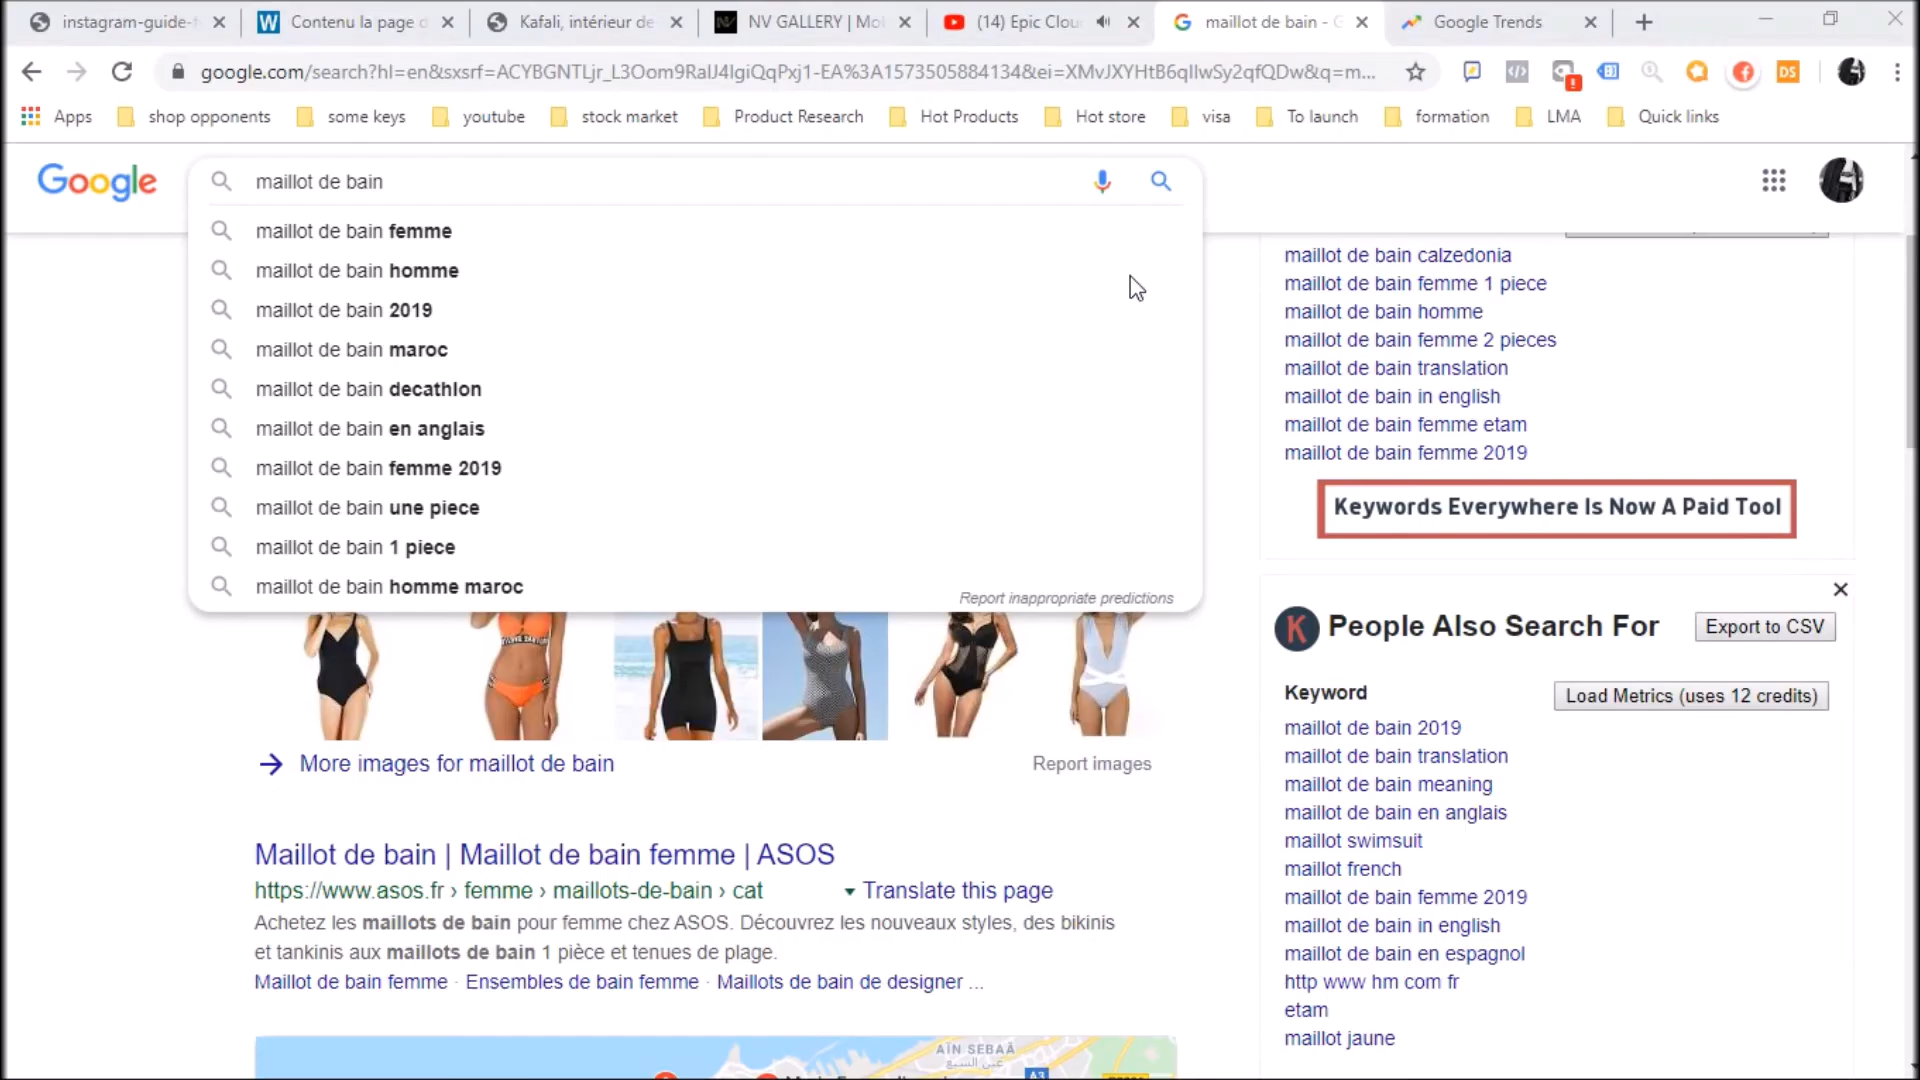 instagram-guide-f
Contenu la page d
Kafali, intérieur de
NV GALLERY | Mo
(14) Epic Clou
maillot de bain - G
Google Trends
google.com/search?hl=en&sxsrf=ACYBGNTLjr_L3Oom9RalJ4IgiQqPxj1-EA%3A1573505884134&ei=XMvJXYHtB6qIlwSy2qfQDw&q=m...
Apps
shop opponents
some keys
youtube
stock market
Product Research
Hot Products
Hot store
visa
To launch
formation
LMA
Quick links
Google
maillot de bain
maillot de bain femme
maillot de bain homme
maillot de bain 2019
maillot de bain maroc
maillot de bain decathlon
maillot de bain en anglais
maillot de bain femme 2019
maillot de bain une piece
maillot de bain 1 piece
maillot de bain homme maroc
Report inappropriate predictions
More images for maillot de bain
Report images
Maillot de bain | Maillot de bain femme | ASOS
https://www.asos.fr › femme › maillots-de-bain › cat
Translate this page
Achetez les maillots de bain pour femme chez ASOS. Découvrez les nouveaux styles, des bikinis
et tankinis aux maillots de bain 1 pièce et tenues de plage.
Maillot de bain femme · Ensembles de bain femme · Maillots de bain de designer ...
AÏN SEBAÂ
عين السبع
A3
maillot de bain calzedonia
maillot de bain femme 1 piece
maillot de bain homme
maillot de bain femme 2 pieces
maillot de bain translation
maillot de bain in english
maillot de bain femme etam
maillot de bain femme 2019
Keywords Everywhere Is Now A Paid Tool
K People Also Search For
Export to CSV
Keyword
Load Metrics (uses 12 credits)
maillot de bain 2019
maillot de bain translation
maillot de bain meaning
maillot de bain en anglais
maillot swimsuit
maillot french
maillot de bain femme 2019
maillot de bain in english
maillot de bain en espagnol
http www hm com fr
etam
maillot jaune